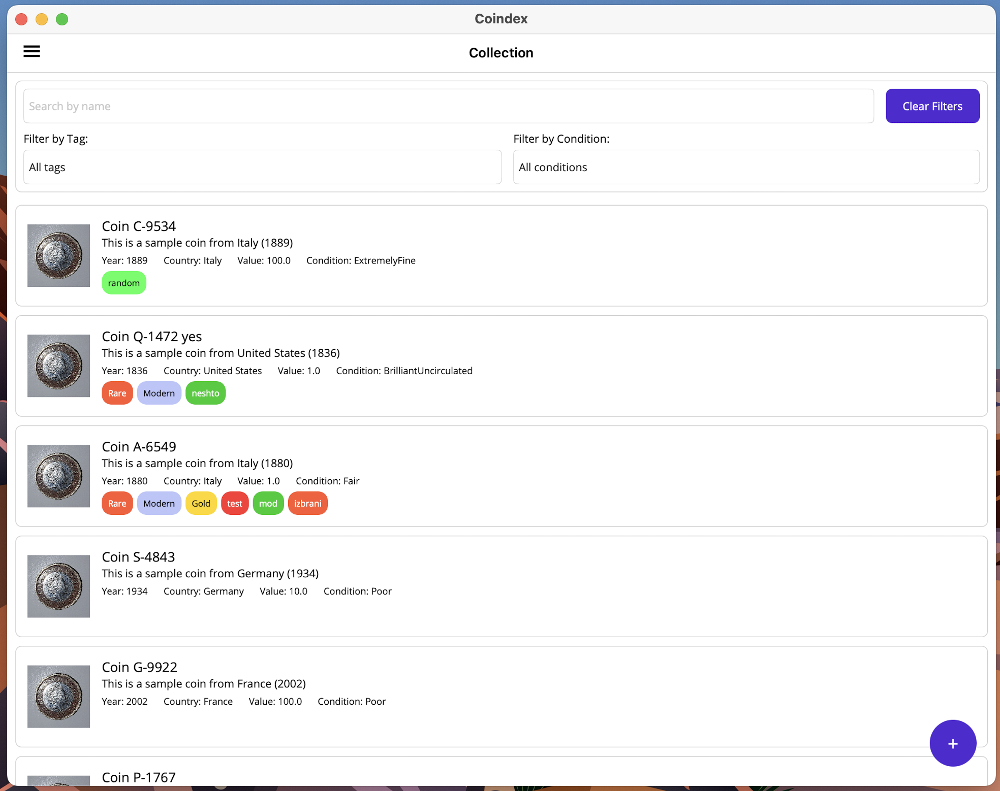 Coindex
Collection
Search by name
Clear Filters
Filter by Tag:
Filter by Condition:
All tags
All conditions
Coin C-9534
This is a sample coin from Italy (1889)
Year: 1889 Country: Italy Value: 100.0 Condition: ExtremelyFine
random
Coin Q-1472 yes
This is a sample coin from United States (1836)
Year: 1836 Country: United States Value: 1.0 Condition: BrilliantUncirculated
Rare Modern neshto
Coin A-6549
This is a sample coin from Italy (1880)
Year: 1880 Country: Italy Value: 1.0 Condition: Fair
Rare Modern Gold test mod izbrani
Coin S-4843
This is a sample coin from Germany (1934)
Year: 1934 Country: Germany Value: 10.0 Condition: Poor
Coin G-9922
This is a sample coin from France (2002)
Year: 2002 Country: France Value: 100.0 Condition: Poor
+
Coin P-1767